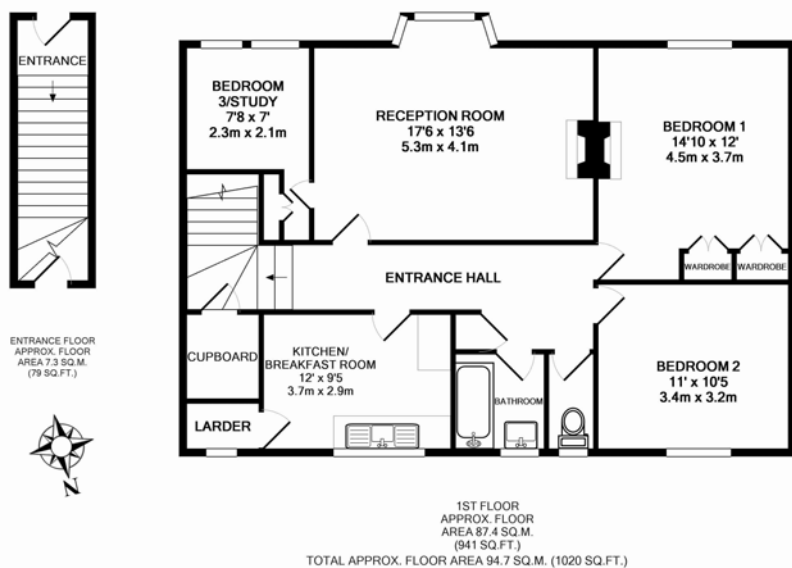 ENTRANCE
ENTRANCE FLOOR
APPROX. FLOOR
AREA 7.3 SQ.M.
(79 SQ.FT.)
N
BEDROOM
3/STUDY
7'8 x 7'
2.3m x 2.1m
RECEPTION ROOM
17'6 x 13'6
5.3m x 4.1m
BEDROOM 1
14'10 x 12'
4.5m x 3.7m
WARDROBE
WARDROBE
ENTRANCE HALL
CUPBOARD
KITCHEN/
BREAKFAST ROOM
12' x 9'5
3.7m x 2.9m
LARDER
BATHROOM
BEDROOM 2
11' x 10'5
3.4m x 3.2m
1ST FLOOR
APPROX. FLOOR
AREA 87.4 SQ.M.
(941 SQ.FT.)
TOTAL APPROX. FLOOR AREA 94.7 SQ.M. (1020 SQ.FT.)